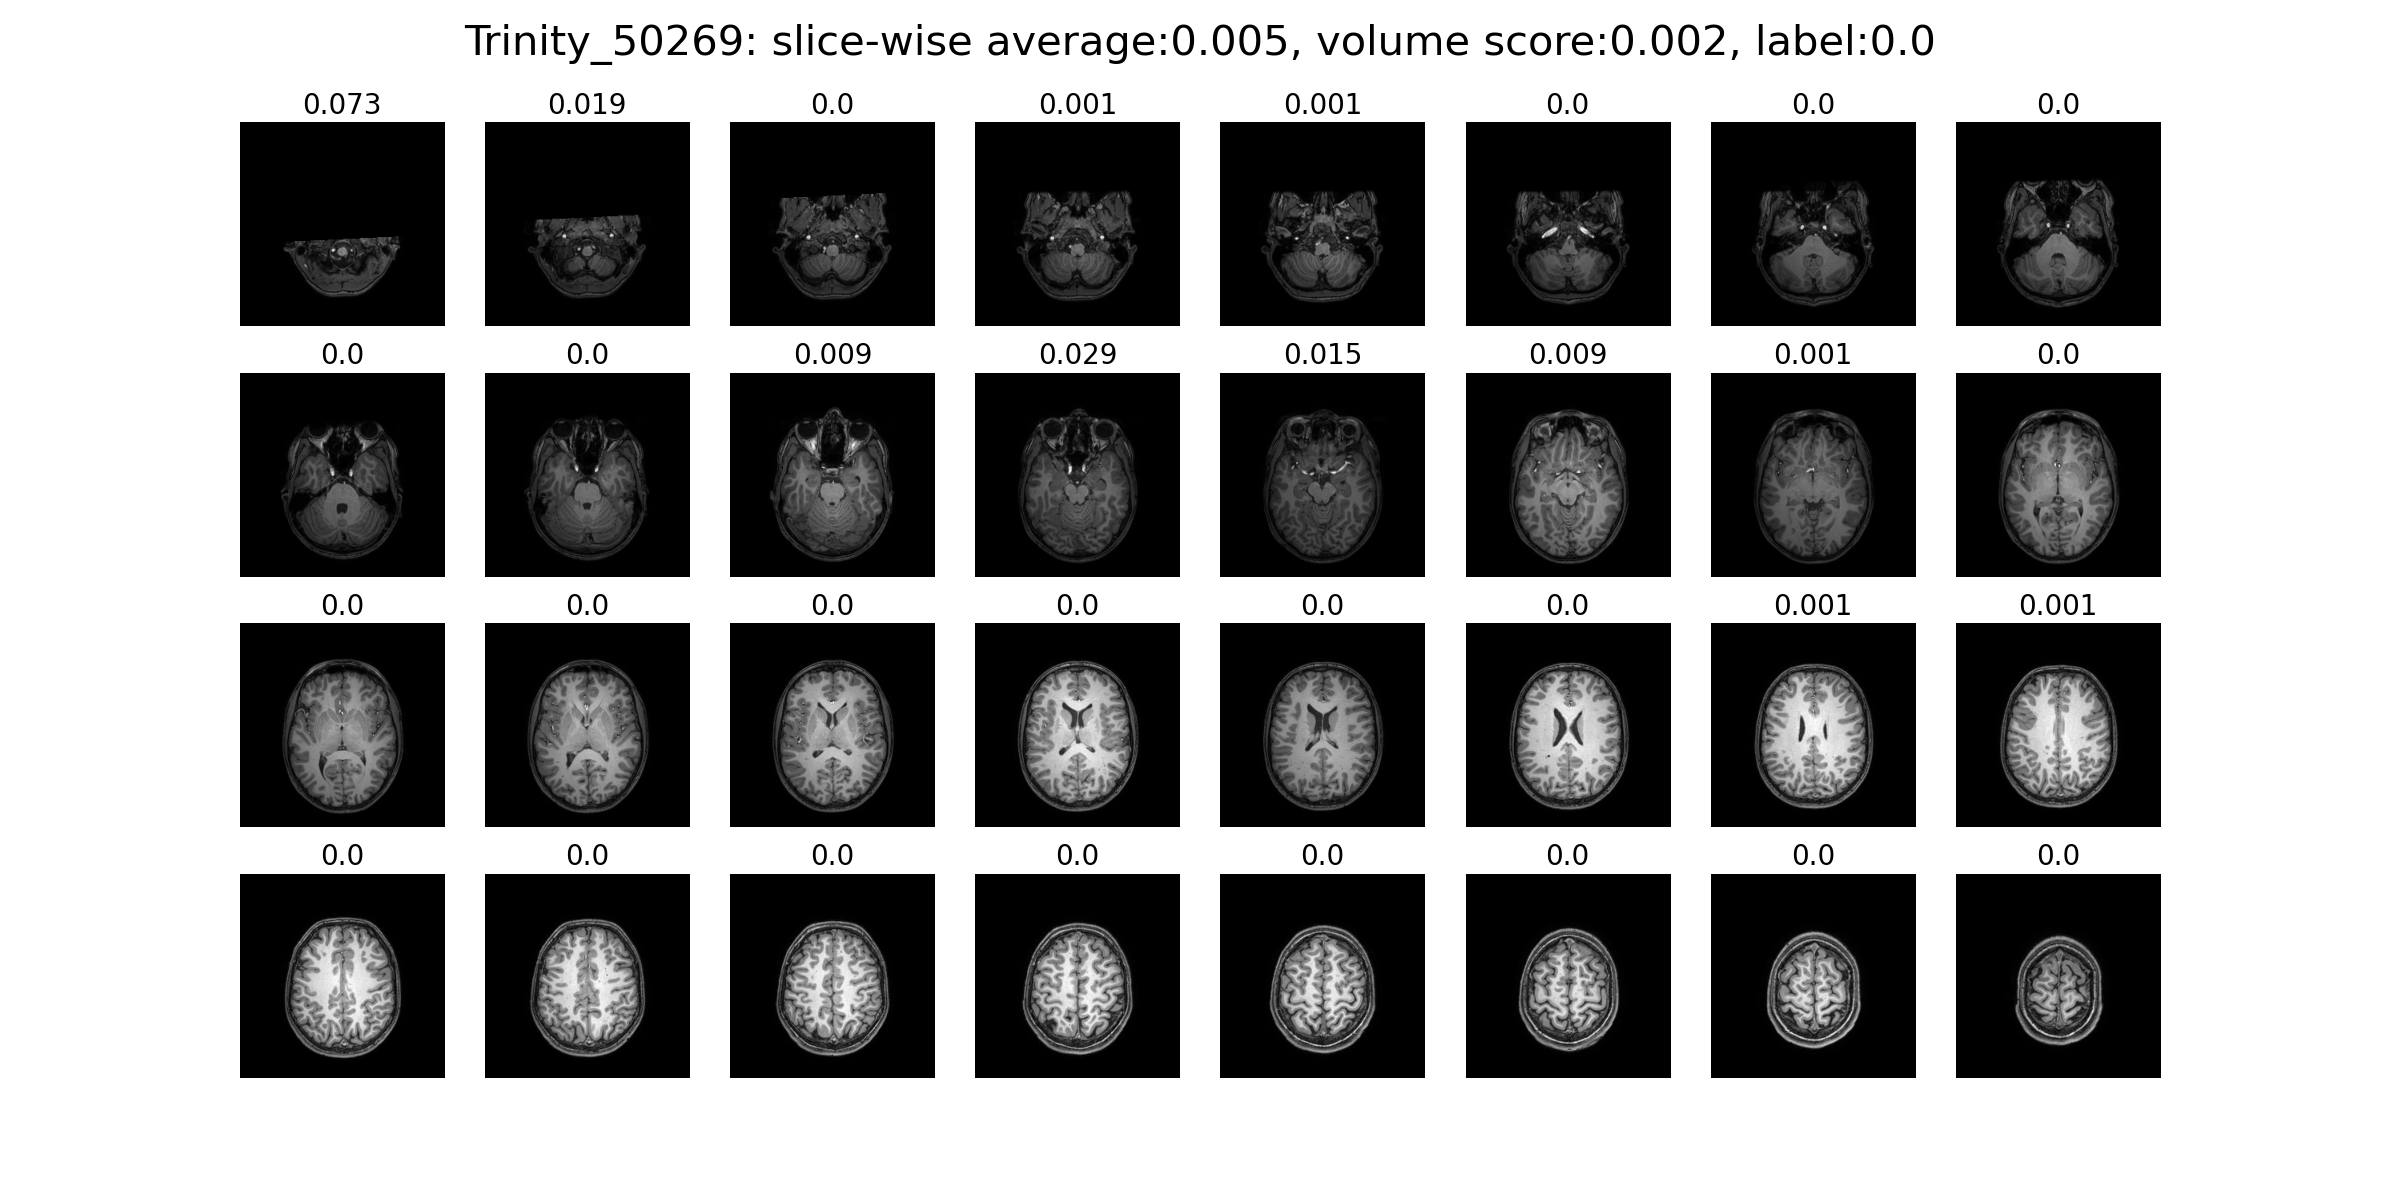 Trinity_50269: slice-wise average:0.005, volume score:0.002, label:0.0
0.073 0.019 0.0 0.001 0.001 0.0 0.0 0.0
0.0 0.0 0.009 0.029 0.015 0.009 0.001 0.0
0.0 0.0 0.0 0.0 0.0 0.0 0.001 0.001
0.0 0.0 0.0 0.0 0.0 0.0 0.0 0.0